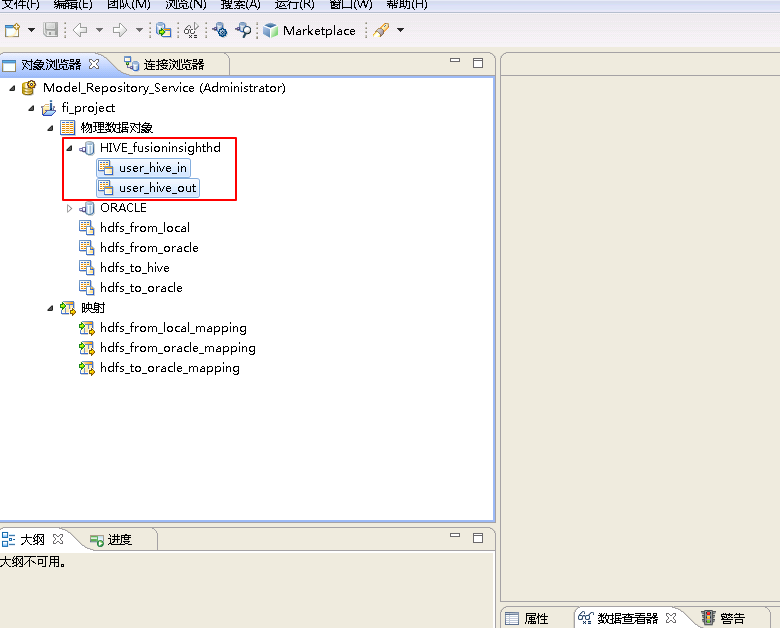 文件(F) 编辑(E) 团队(M) 浏览(N) 搜索(A) 运行(R) 窗口(W) 帮助(H)
Marketplace
对象浏览器 连接浏览器
Model_Repository_Service (Administrator)
fi_project
物理数据对象
HIVE_fusioninsighthd
user_hive_in
user_hive_out
ORACLE
hdfs_from_local
hdfs_from_oracle
hdfs_to_hive
hdfs_to_oracle
映射
hdfs_from_local_mapping
hdfs_from_oracle_mapping
hdfs_to_oracle_mapping
大纲 进度
大纲不可用。
属性 数据查看器 警告